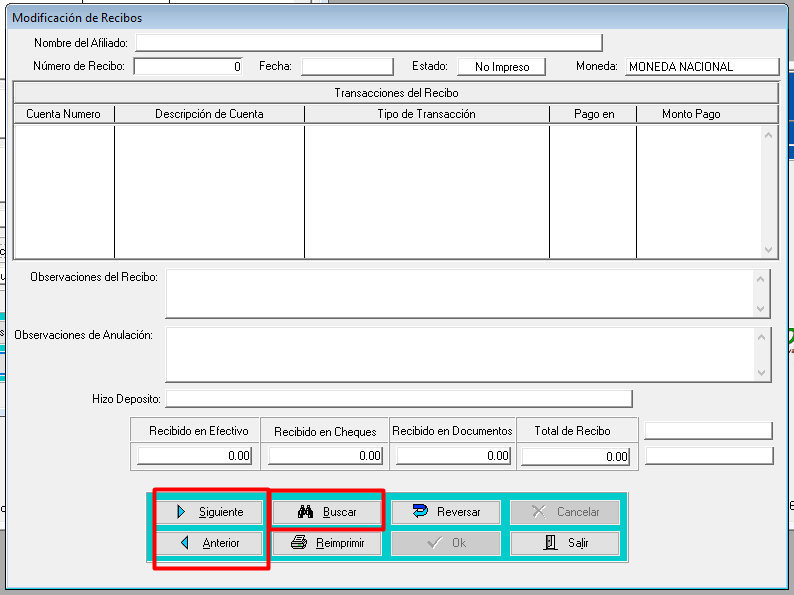 Modificación de Recibos
Nombre del Afiliado:
Número de Recibo: 0 Fecha: Estado: No Impreso Moneda: MONEDA NACIONAL
Transacciones del Recibo
Cuenta Numero Descripción de Cuenta Tipo de Transacción Pago en Monto Pago
Observaciones del Recibo:
Observaciones de Anulación:
Hizo Deposito:
Recibido en Efectivo Recibido en Cheques Recibido en Documentos Total de Recibo
0.00 0.00 0.00 0.00
Siguiente Buscar Reversar Cancelar
Anterior Reimprimir Ok Salir